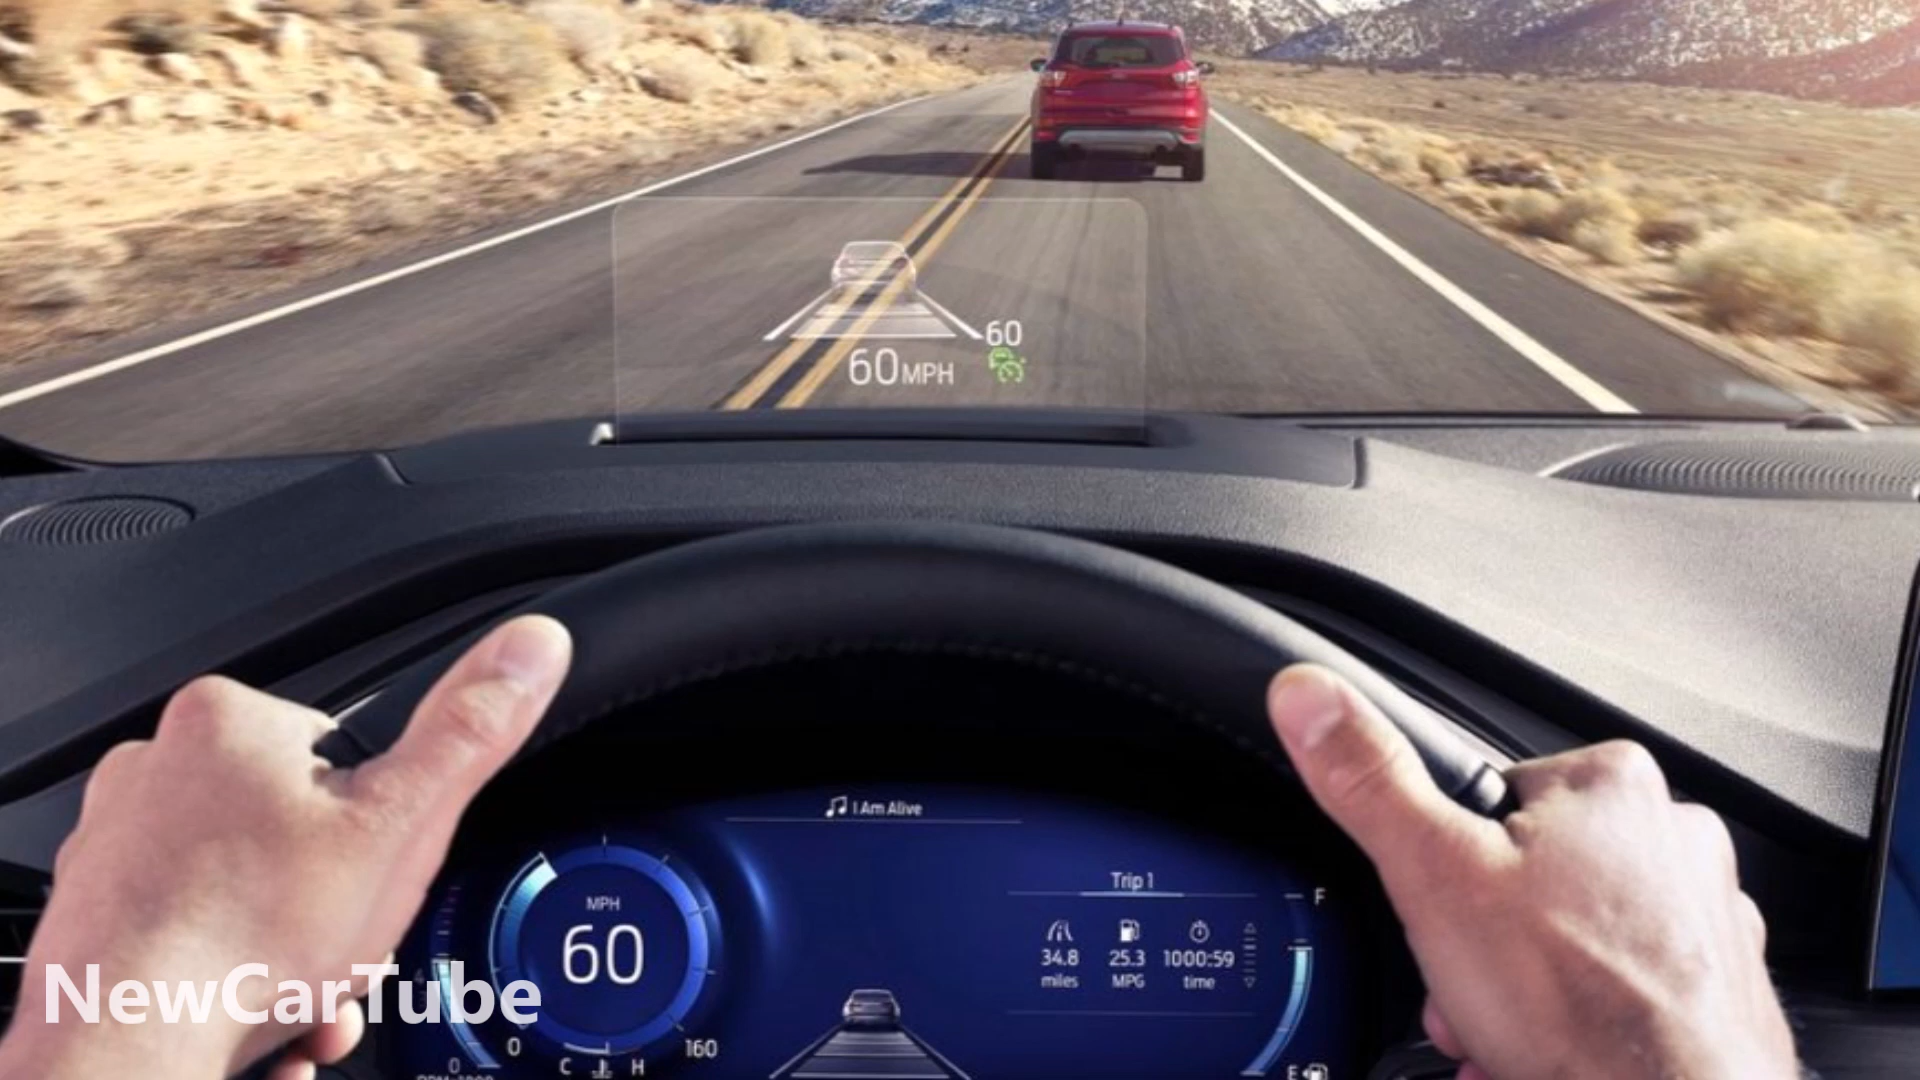 60
60MPH
I Am Alive
Trip 1
F
MPH
60
34.8 25.3 1000:59
miles MPG time
0 160
C H
0
E
NewCarTube